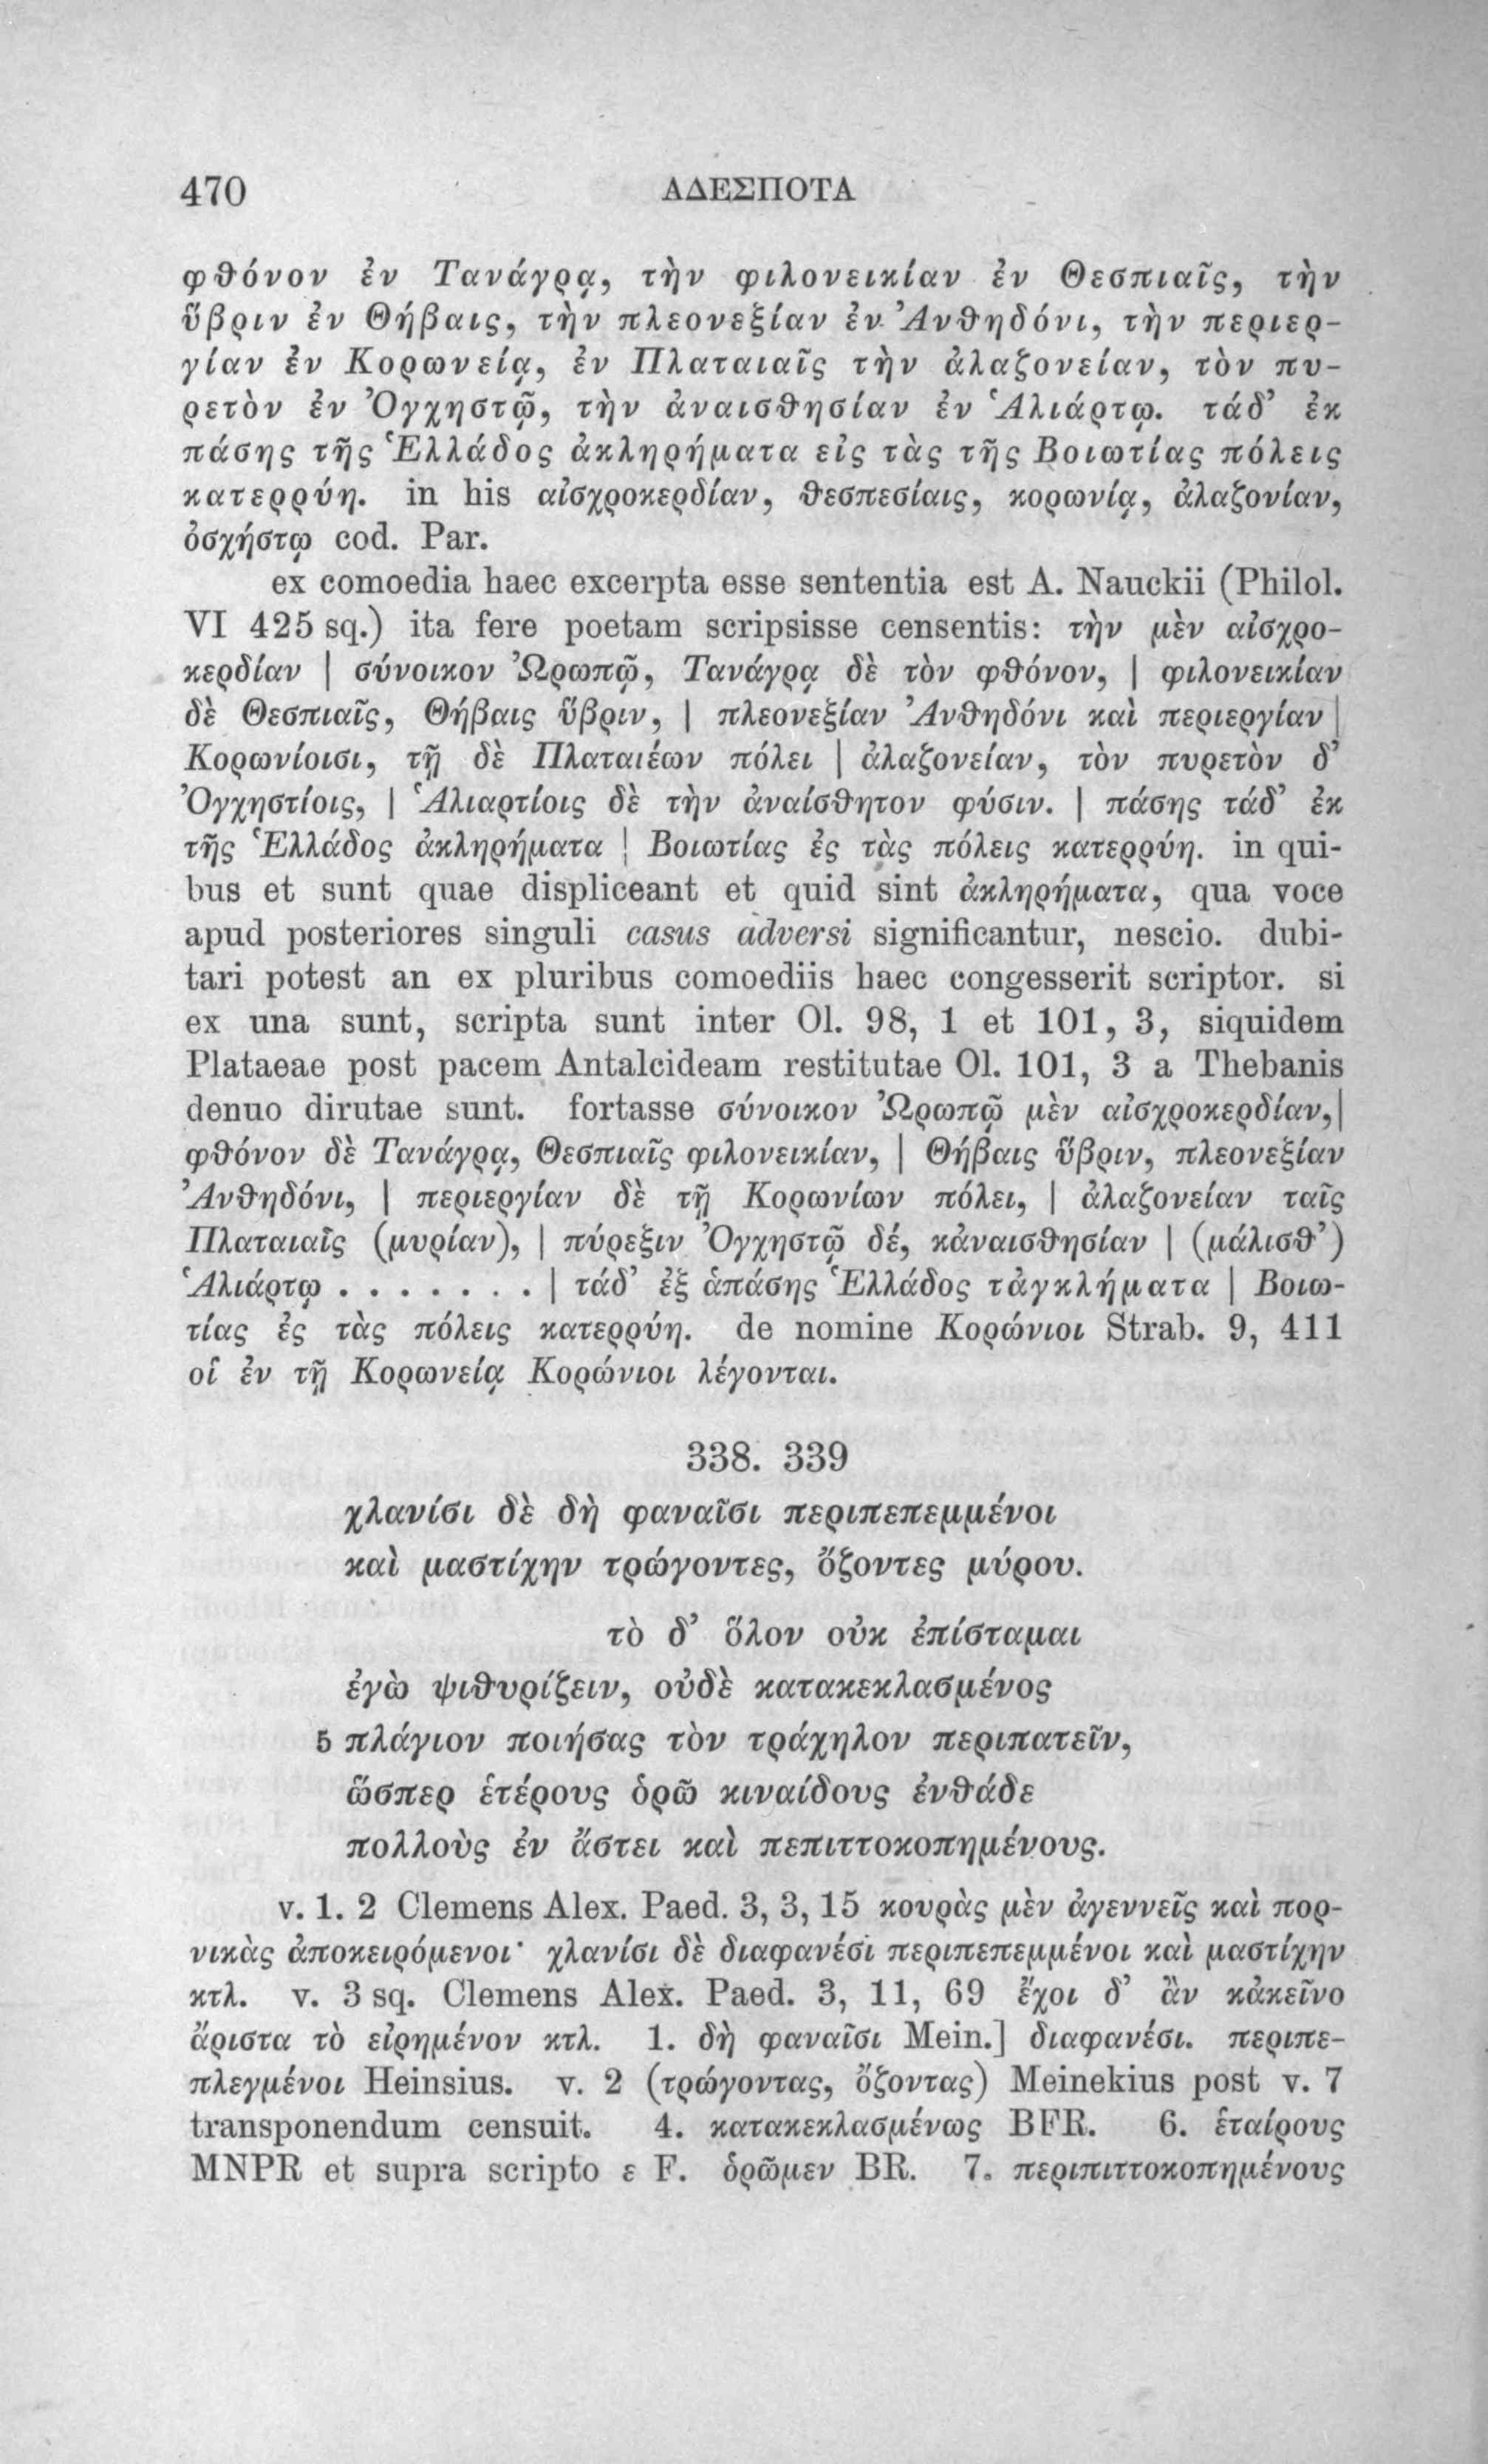 470 ΑΔΕΣΠΟΤΑ
φθόνον ἐν Τανάγρᾳ, τὴν φιλονεικίαν ἐν Θεσπιαῖς, τὴν
ὕβριν ἐν Θήβαις, τὴν πλεονεξίαν ἐν Ἀνθηδόνι, τὴν περιερ-
γίαν ἐν Κορωνείᾳ, ἐν Πλαταιαῖς τὴν ἀλαζονείαν, τὸν πυ-
ρετὸν ἐν Ὀγχηστῷ, τὴν ἀναισθησίαν ἐν Ἁλιάρτῳ. τάδ’ ἐκ
πάσης τῆς Ἑλλάδος ἀκληρήματα εἰς τὰς τῆς Βοιωτίας πόλεις
κατερρύη. in his αἰσχροκερδίαν, θεσπεσίαις, κορωνίᾳ, ἀλαζονίαν,
ὀσχήστῳ cod. Par.
ex comoedia haec excerpta esse sententia est A. Nauckii (Philol.
VI 425 sq.) ita fere poetam scripsisse censentis: τὴν μὲν αἰσχρο-
κερδίαν | σύνοικον Ὠρωπῷ, Τανάγρᾳ δὲ τὸν φθόνον, | φιλονεικίαν
δὲ Θεσπιαῖς, Θήβαις ὕβριν, | πλεονεξίαν Ἀνθηδόνι καὶ περιεργίαν |
Κορωνίοισι, τῇ δὲ Πλαταιέων πόλει | ἀλαζονείαν, τὸν πυρετὸν δ’
Ὀγχηστίοις, | Ἁλιαρτίοις δὲ τὴν ἀναίσθητον φύσιν. | πάσης τάδ’ ἐκ
τῆς Ἑλλάδος ἀκληρήματα | Βοιωτίας ἐς τὰς πόλεις κατερρύη. in qui-
bus et sunt quae displiceant et quid sint ἀκληρήματα, qua voce
apud posteriores singuli casus adversi significantur, nescio. dubi-
tari potest an ex pluribus comoediis haec congesserit scriptor. si
ex una sunt, scripta sunt inter Ol. 98, 1 et 101, 3, siquidem
Plataeae post pacem Antalcideam restitutae Ol. 101, 3 a Thebanis
denuo dirutae sunt. fortasse σύνοικον Ὠρωπῷ μὲν αἰσχροκερδίαν, |
φθόνον δὲ Τανάγρᾳ, Θεσπιαῖς φιλονεικίαν, | Θήβαις ὕβριν, πλεονεξίαν
Ἀνθηδόνι, | περιεργίαν δὲ τῇ Κορωνίων πόλει, | ἀλαζονείαν ταῖς
Πλαταιαῖς (μυρίαν), | πύρεξιν Ὀγχηστῷ δέ, κἀναισθησίαν | (μάλισθ’)
Ἁλιάρτῳ . . . . . . . | τάδ’ ἐξ ἁπάσης Ἑλλάδος τἀγκλήματα | Βοιω-
τίας ἐς τὰς πόλεις κατερρύη. de nomine Κορώνιοι Strab. 9, 411
οἱ ἐν τῇ Κορωνείᾳ Κορώνιοι λέγονται.
338. 339
χλανίσι δὲ δὴ φαναῖσι περιπεπεμμένοι
καὶ μαστίχην τρώγοντες, ὄζοντες μύρου.
τὸ δ’ ὅλον οὐκ ἐπίσταμαι
ἐγὼ ψιθυρίζειν, οὐδὲ κατακεκλασμένος
5 πλάγιον ποιήσας τὸν τράχηλον περιπατεῖν,
ὥσπερ ἑτέρους ὁρῶ κιναίδους ἐνθάδε
πολλοὺς ἐν ἄστει καὶ πεπιττοκοπημένους.
v. 1. 2 Clemens Alex. Paed. 3, 3, 15 κουρὰς μὲν ἀγεννεῖς καὶ πορ-
νικὰς ἀποκειρόμενοι· χλανίσι δὲ διαφανέσι περιπεπεμμένοι καὶ μαστίχην
κτλ. v. 3 sq. Clemens Alex. Paed. 3, 11, 69 ἔχοι δ’ ἂν κἀκεῖνο
ἄριστα τὸ εἰρημένον κτλ. 1. δὴ φαναῖσι Mein.] διαφανέσι. περιπε-
πλεγμένοι Heinsius. v. 2 (τρώγοντας, ὄζοντας) Meinekius post v. 7
transponendum censuit. 4. κατακεκλασμένως BFR. 6. ἑταίρους
MNPR et supra scripto ε F. ὁρῶμεν BR. 7. περιπιττοκοπημένους